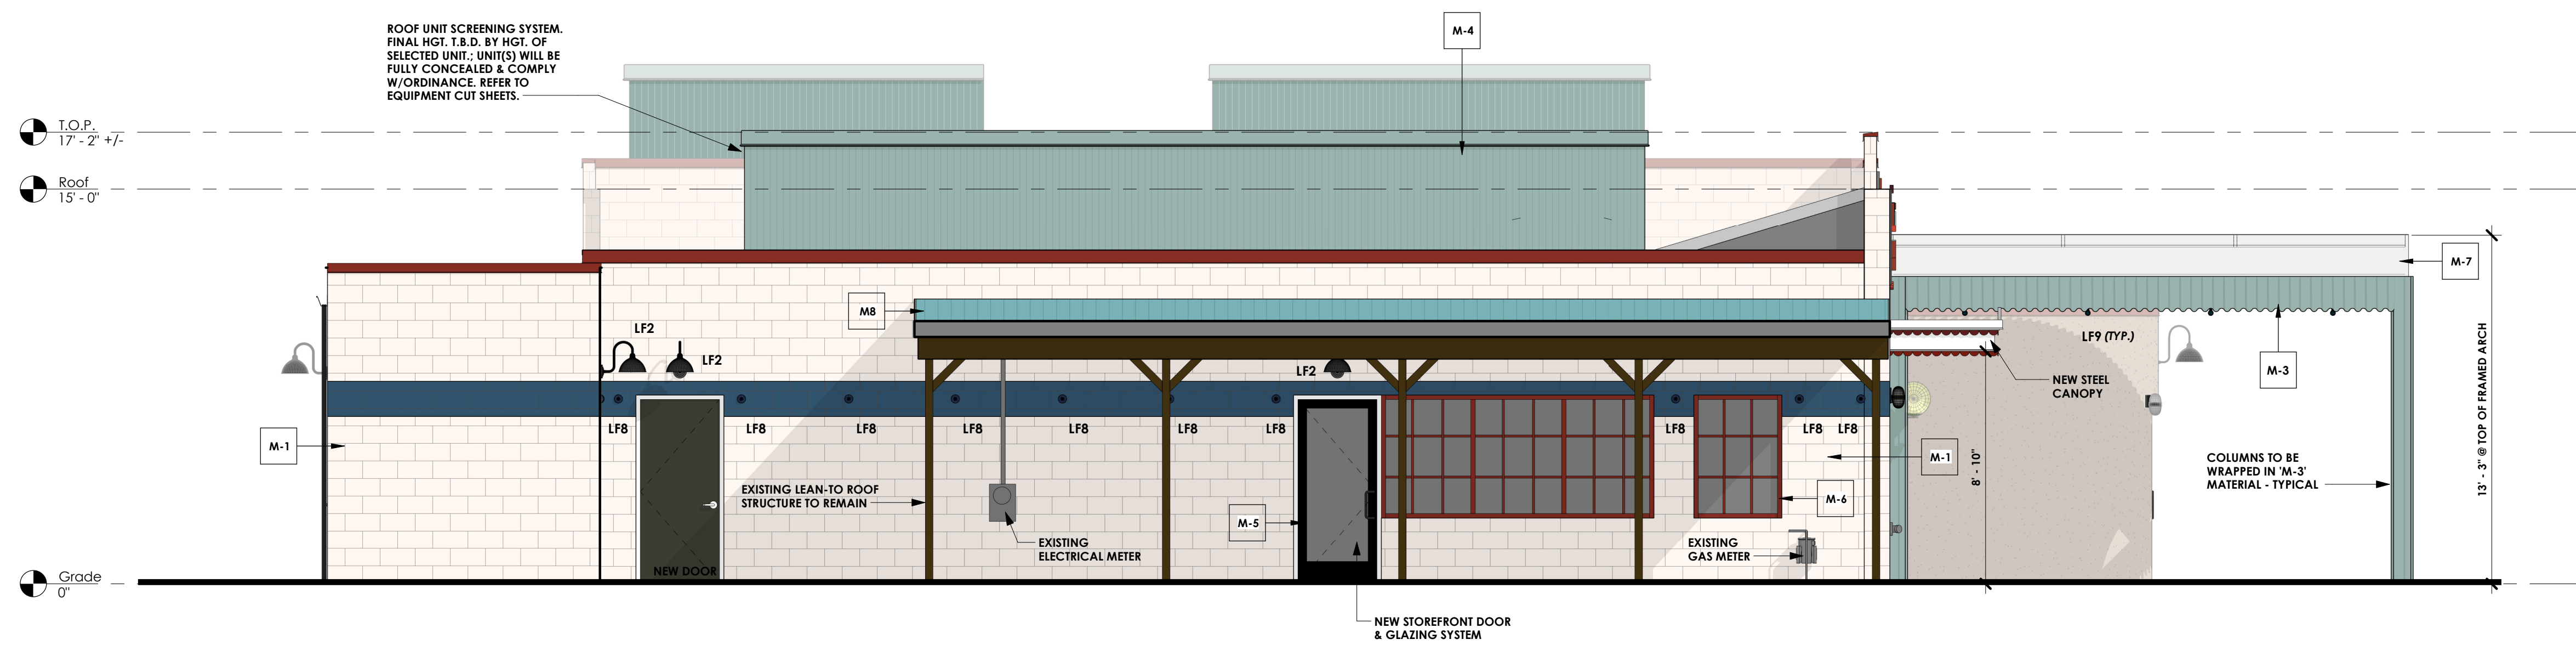 ROOF UNIT SCREENING SYSTEM.
FINAL HGT. T.B.D. BY HGT. OF
SELECTED UNIT.; UNIT(S) WILL BE
FULLY CONCEALED & COMPLY
W/ORDINANCE. REFER TO
EQUIPMENT CUT SHEETS.
M-4
T.O.P.
17' - 2" +/-
Roof
15' - 0"
M-7
M8
LF2
LF2
LF2
LF9 (TYP.)
M-3
NEW STEEL
CANOPY
13' - 3" @ TOP OF FRAMED ARCH
M-1
LF8
LF8
LF8
LF8
LF8
LF8
LF8
LF8
LF8
LF8
M-1
8' - 10"
COLUMNS TO BE
WRAPPED IN 'M-3'
MATERIAL - TYPICAL
EXISTING LEAN-TO ROOF
STRUCTURE TO REMAIN
M-6
M-5
EXISTING
ELECTRICAL METER
EXISTING
GAS METER
NEW DOOR
Grade
0"
NEW STOREFRONT DOOR
& GLAZING SYSTEM